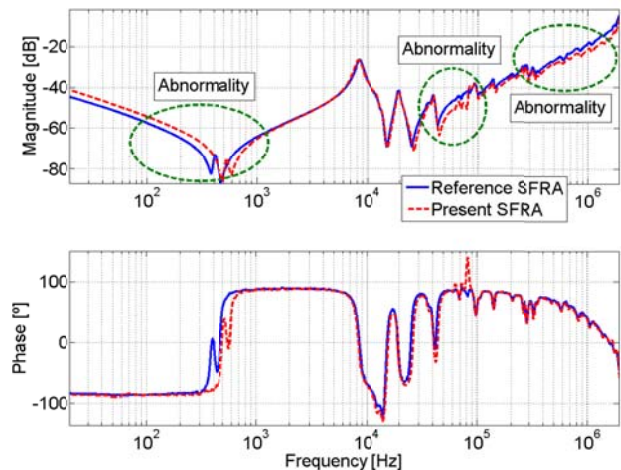 Magnitude [dB]
-20
-40
-60
-80
Abnormality
Abnormality
Abnormality
10^2
10^3
10^4
10^5
10^6
Reference SFRA
Present SFRA
Phase [º]
100
0
-100
10^2
10^3
10^4
10^5
10^6
Frequency [Hz]